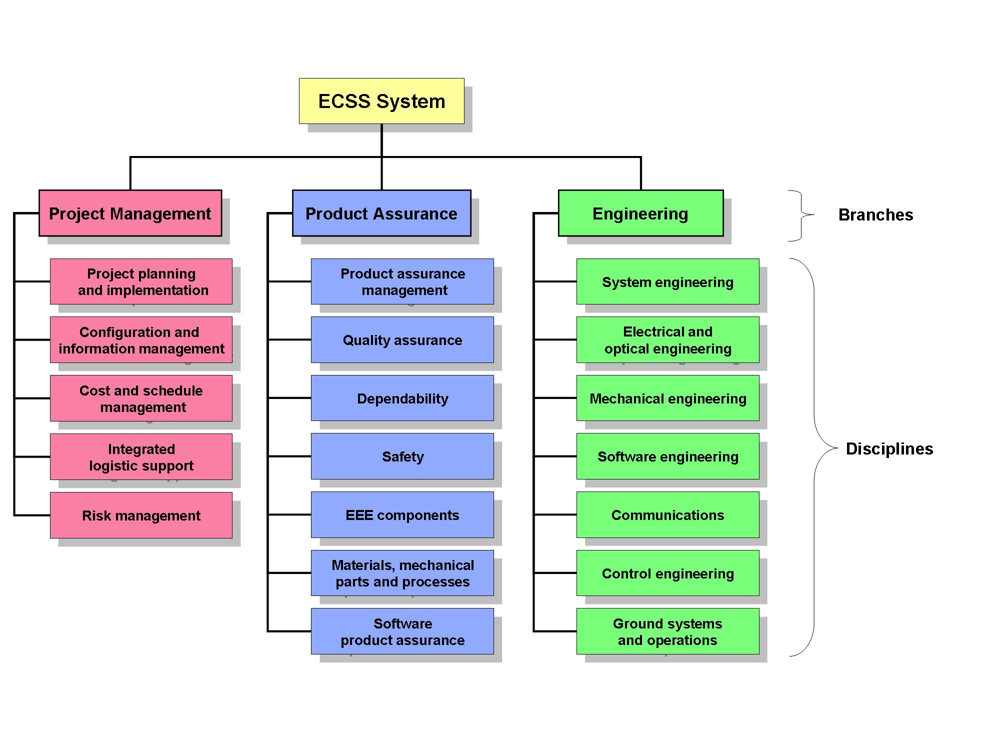 ECSS System
Project Management
Product Assurance
Engineering
Branches
Project planning
and implementation
Configuration and
information management
Cost and schedule
management
Integrated
logistic support
Risk management
Product assurance
management
Quality assurance
Dependability
Safety
EEE components
Materials, mechanical
parts and processes
Software
product assurance
System engineering
Electrical and
optical engineering
Mechanical engineering
Software engineering
Communications
Control engineering
Ground systems
and operations
Disciplines